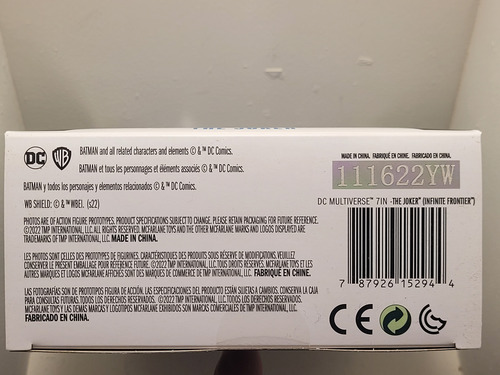 DC WB BATMAN and all related characters and elements © & ™ DC Comics.
BATMAN et tous les personnages et éléments associés © & ™ DC Comics.
BATMAN y todos los personajes y elementos relacionados © & ™ DC Comics.
WB SHIELD: © & ™ WBEI. (s22)
PHOTOS ARE OF ACTION FIGURE PROTOTYPES. PRODUCT SPECIFICATIONS SUBJECT TO CHANGE. PLEASE RETAIN PACKAGING FOR FUTURE REFERENCE.
©2022 TMP INTERNATIONAL, LLC. ALL RIGHTS RESERVED. MCFARLANE TOYS AND THE MCFARLANE MARKS AND LOGOS DISPLAYED ARE
TRADEMARKS OF TMP INTERNATIONAL, LLC. MADE IN CHINA.
LES PHOTOS SONT CELLES DES PROTOTYPES DE FIGURINES. CARACTÉRISTIQUES DES PRODUITS SOUS RÉSERVE DE MODIFICATIONS. VEUILLEZ
CONSERVER LE PRÉSENT EMBALLAGE POUR RÉFÉRENCE FUTURE. ©2022 TMP INTERNATIONAL, LLC. TOUS DROITS RÉSERVÉS. MCFARLANE TOYS ET LES
AUTRES MARQUES ET LOGOS MCFARLANE AFFICHÉS SONT DES MARQUES DE COMMERCE DE TMP INTERNATIONAL, LLC. FABRIQUÉ EN CHINE.
LAS FOTOGRAFÍAS SON DE PROTOTIPOS FIGURA DE ACCIÓN. LAS ESPECIFICACIONES DEL PRODUCTO ESTÁN SUJETAS A CAMBIOS. CONSERVA LA CAJA
PARA CONSULTAS FUTURAS. TODOS LOS DERECHOS RESERVADOS. ©2022 TMP INTERNATIONAL, LLC. TODOS LOS DERECHOS RESERVADOS.
MCFARLANE TOYS Y LAS DEMÁS MARCAS Y LOGOTIPOS MCFARLANE EXHIBIDOS SON MARCAS COMERCIALES DE TMP INTERNATIONAL, LLC.
FABRICADO EN CHINA.
MADE IN CHINA. FABRIQUÉ EN CHINE. FABRICADO EN CHINA.
111622YW
DC MULTIVERSE™ 7IN -THE JOKER™ (INFINITE FRONTIER™)
7 87926 15294 4
CE